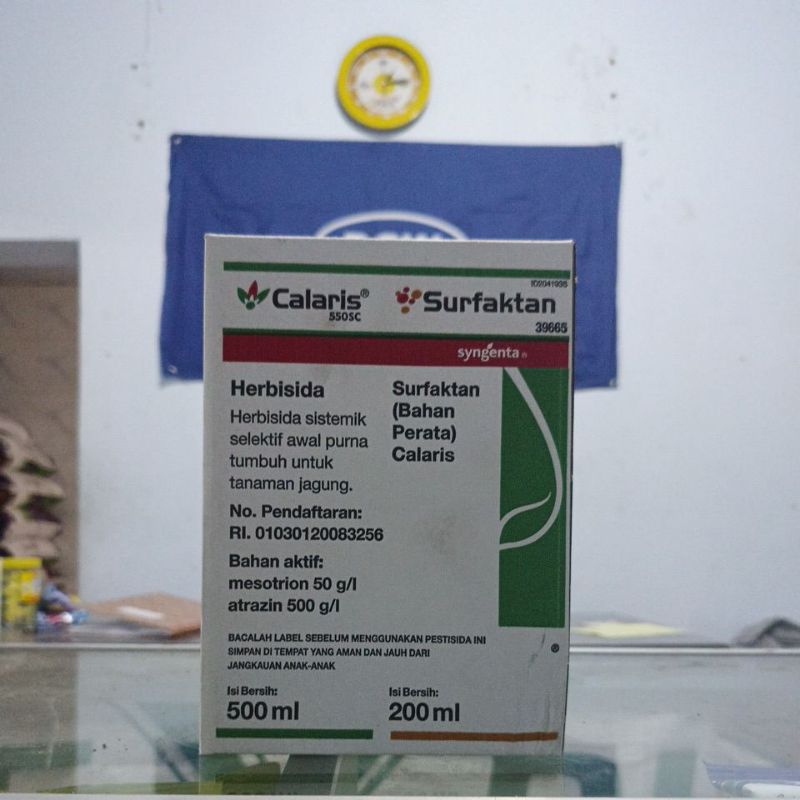 ID2041935
Calaris® Surfaktan
550SC
39665
syngenta®
Herbisida
Herbisida sistemik
selektif awal purna
tumbuh untuk
tanaman jagung.
Surfaktan
(Bahan
Perata)
Calaris
No. Pendaftaran:
RI. 01030120083256
Bahan aktif:
mesotrion 50 g/l
atrazin 500 g/l
BACALAH LABEL SEBELUM MENGGUNAKAN PESTISIDA INI
SIMPAN DI TEMPAT YANG AMAN DAN JAUH DARI
JANGKAUAN ANAK-ANAK
Isi Bersih:
500 ml
Isi Bersih:
200 ml